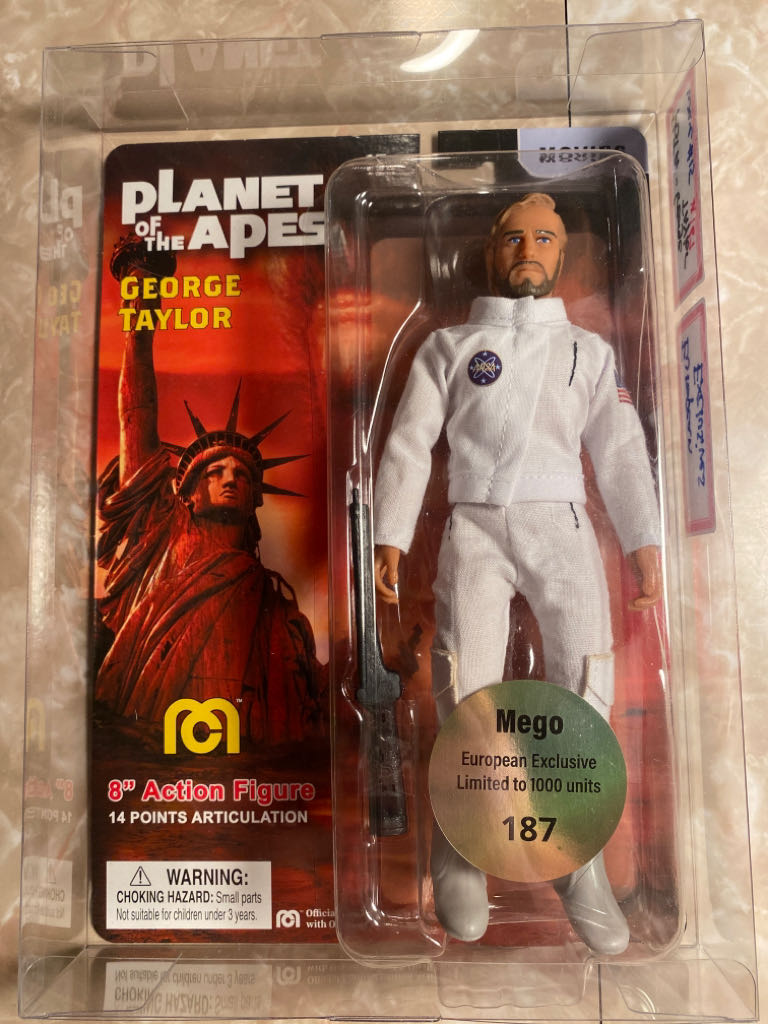 MOVIES
PLANET
OF THE APES
GEORGE
TAYLOR
8” Action Figure
14 POINTS ARTICULATION
WARNING:
CHOKING HAZARD: Small parts
Not suitable for children under 3 years.
Mego
European Exclusive
Limited to 1000 units
187